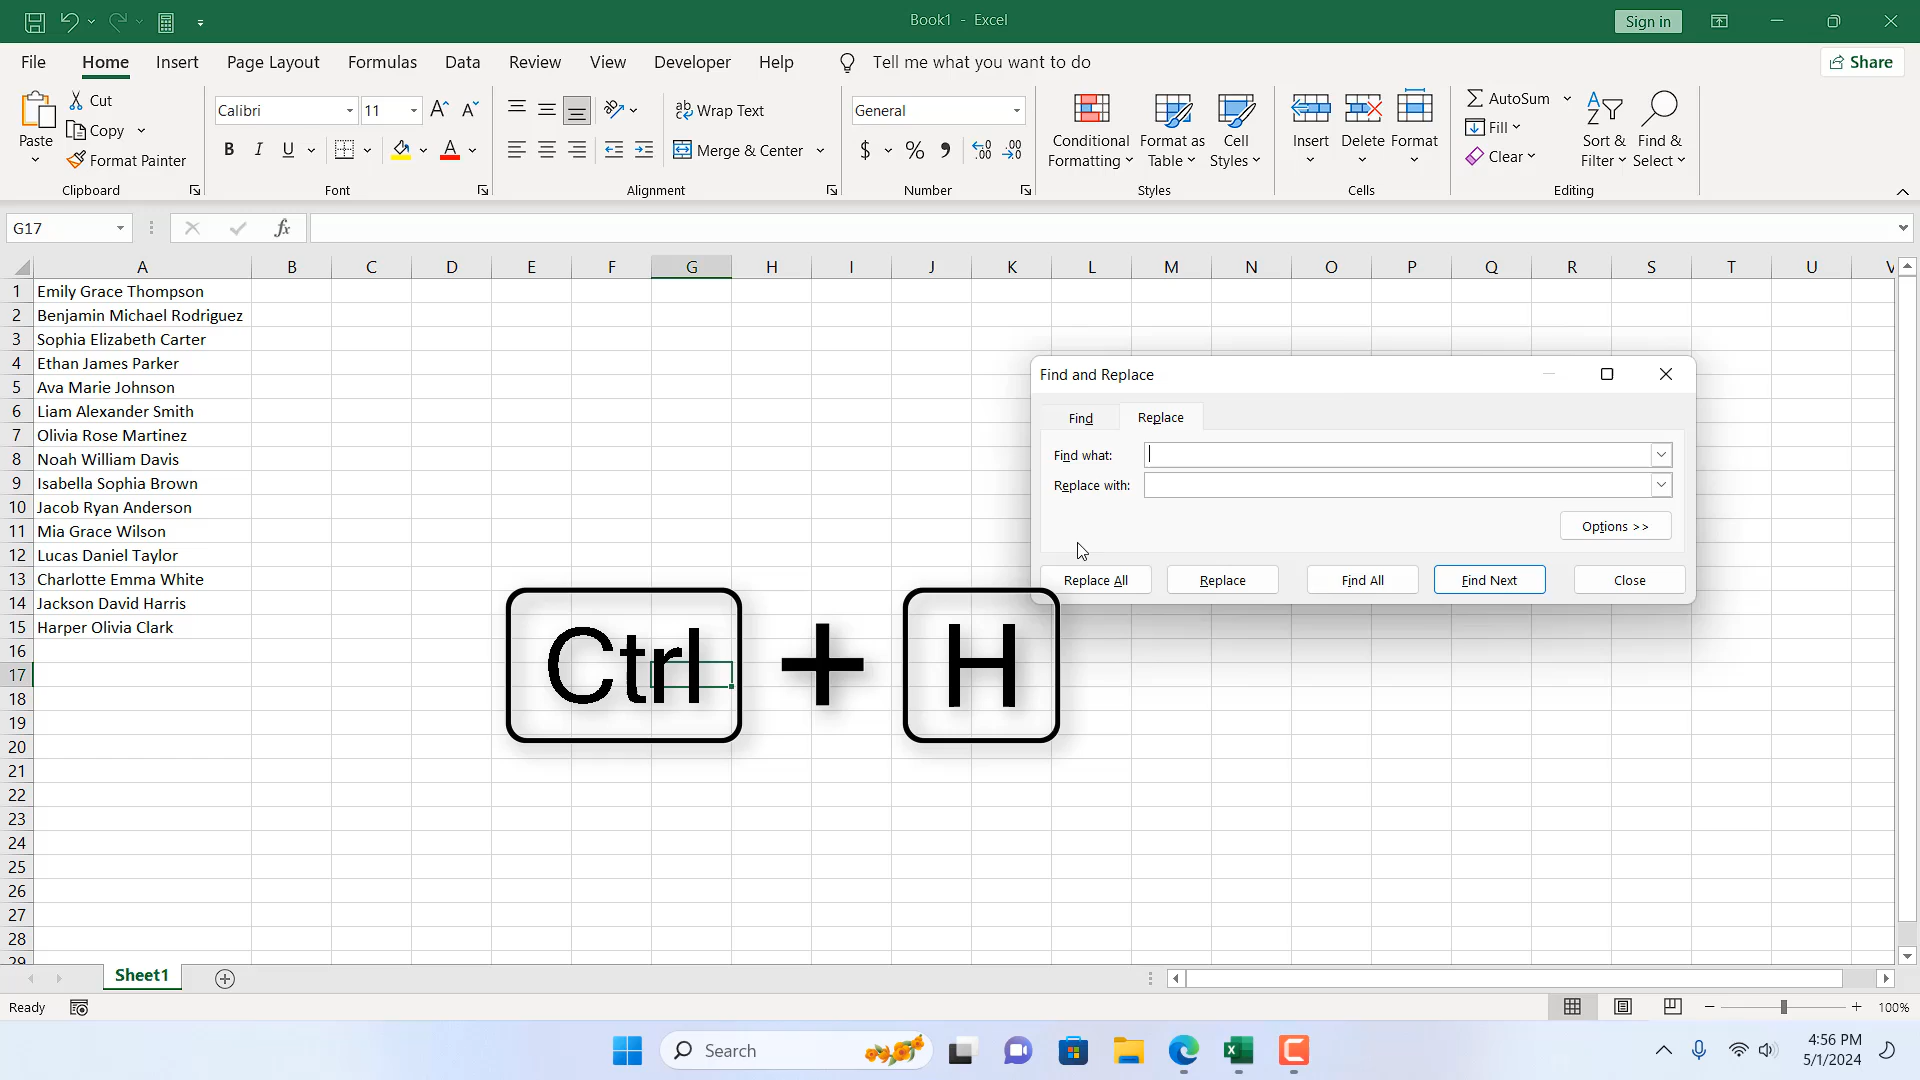 Book1 - Excel
Sign in
File Home Insert Page Layout Formulas Data Review View Developer Help Tell me what you want to do Share
Paste
Cut
Copy
Format Painter
Clipboard
Calibri 11
B I U A
Font
Wrap Text
Merge & Center
Alignment
General
$ % ,
Number
Conditional Formatting
Format as Table
Cell Styles
Styles
Insert Delete Format
Cells
AutoSum
Fill
Clear
Sort & Filter
Find & Select
Editing
G17 fx
A B C D E F G H I J K L M N O P Q R S T U V
1 Emily Grace Thompson
2 Benjamin Michael Rodriguez
3 Sophia Elizabeth Carter
4 Ethan James Parker
5 Ava Marie Johnson
6 Liam Alexander Smith
7 Olivia Rose Martinez
8 Noah William Davis
9 Isabella Sophia Brown
10 Jacob Ryan Anderson
11 Mia Grace Wilson
12 Lucas Daniel Taylor
13 Charlotte Emma White
14 Jackson David Harris
15 Harper Olivia Clark
16
17
18
19
20
21
22
23
24
25
26
27
28
29
Find and Replace
Find Replace
Find what:
Replace with:
Options >>
Replace All Replace Find All Find Next Close
Ctrl + H
Sheet1
Ready
100%
Search
4:56 PM
5/1/2024